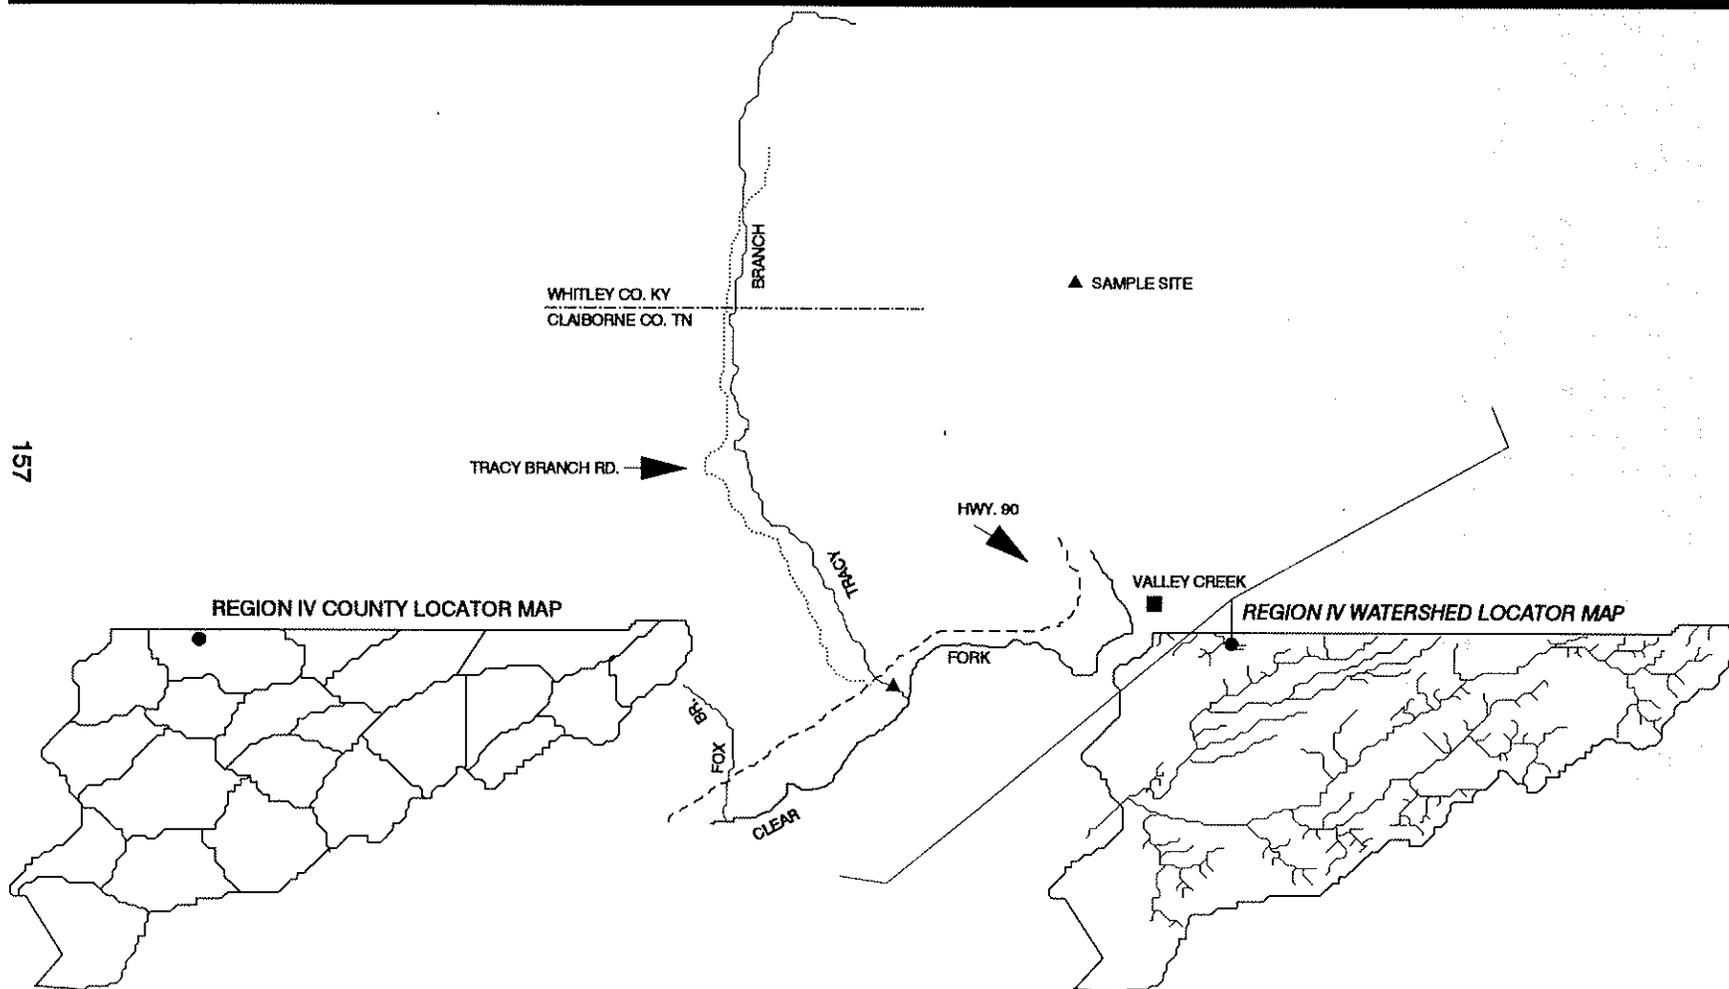 BRANCH
WHITLEY CO. KY
CLAIBORNE CO. TN
▲ SAMPLE SITE
157
TRACY BRANCH RD.
HWY. 90
TRACY
VALLEY CREEK
REGION IV COUNTY LOCATOR MAP
REGION IV WATERSHED LOCATOR MAP
FORK
BR.
FOX
CLEAR